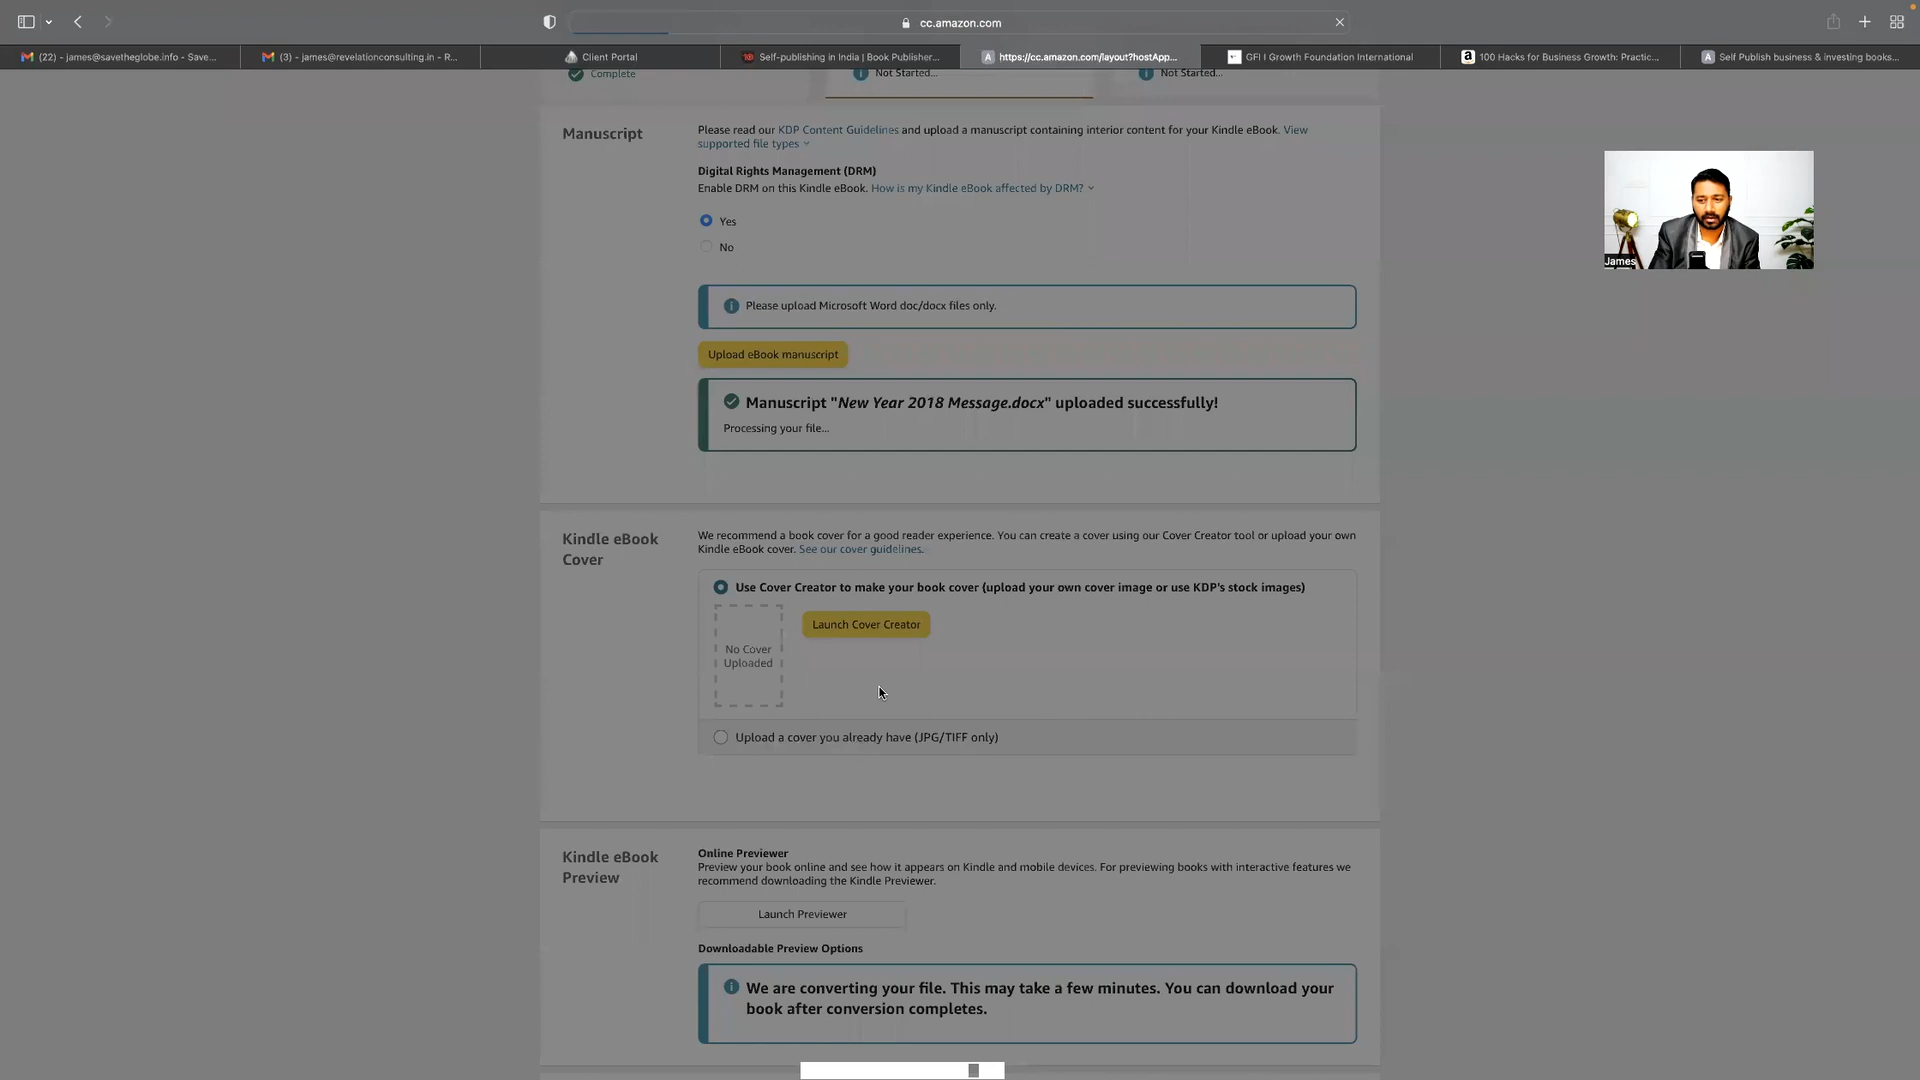 cc.amazon.com
(22) - james@savetheglobe.info - Save...
(3) - james@revelationconsulting.in - R...
Client Portal
Self-publishing in India | Book Publisher...
https://cc.amazon.com/layout?hostApp...
GFI I Growth Foundation International
100 Hacks for Business Growth: Practic...
Self Publish business & investing books...
Complete
Not Started...
Not Started...
Manuscript
Please read our KDP Content Guidelines and upload a manuscript containing interior content for your Kindle eBook. View
supported file types
Digital Rights Management (DRM)
Enable DRM on this Kindle eBook. How is my Kindle eBook affected by DRM?
Yes
No
James
Please upload Microsoft Word doc/docx files only.
Upload eBook manuscript
Manuscript "New Year 2018 Message.docx" uploaded successfully!
Processing your file...
Kindle eBook
Cover
We recommend a book cover for a good reader experience. You can create a cover using our Cover Creator tool or upload your own
Kindle eBook cover. See our cover guidelines.
Use Cover Creator to make your book cover (upload your own cover image or use KDP's stock images)
Launch Cover Creator
No Cover
Uploaded
Upload a cover you already have (JPG/TIFF only)
Kindle eBook
Preview
Online Previewer
Preview your book online and see how it appears on Kindle and mobile devices. For previewing books with interactive features we
recommend downloading the Kindle Previewer.
Launch Previewer
Downloadable Preview Options
We are converting your file. This may take a few minutes. You can download your
book after conversion completes.